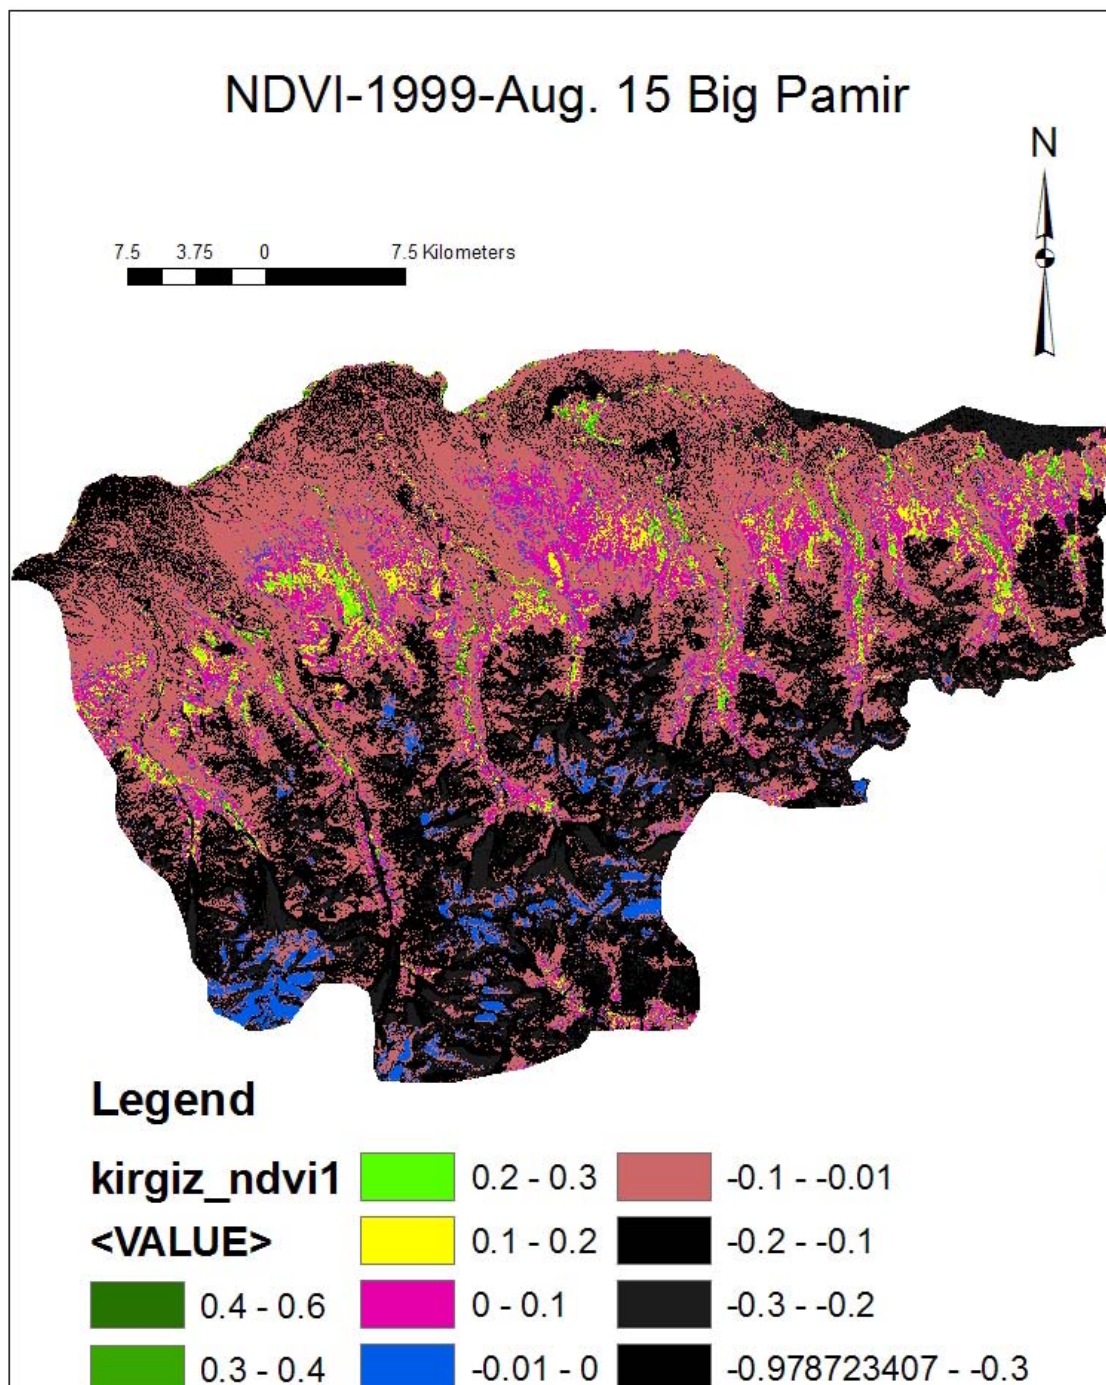 NDVI-1999-Aug. 15 Big Pamir
N
7.5 3.75 0 7.5 Kilometers
Legend
kirgiz_ndvi1
<VALUE>
0.4 - 0.6
0.3 - 0.4
0.2 - 0.3
0.1 - 0.2
0 - 0.1
-0.01 - 0
-0.1 - -0.01
-0.2 - -0.1
-0.3 - -0.2
-0.978723407 - -0.3